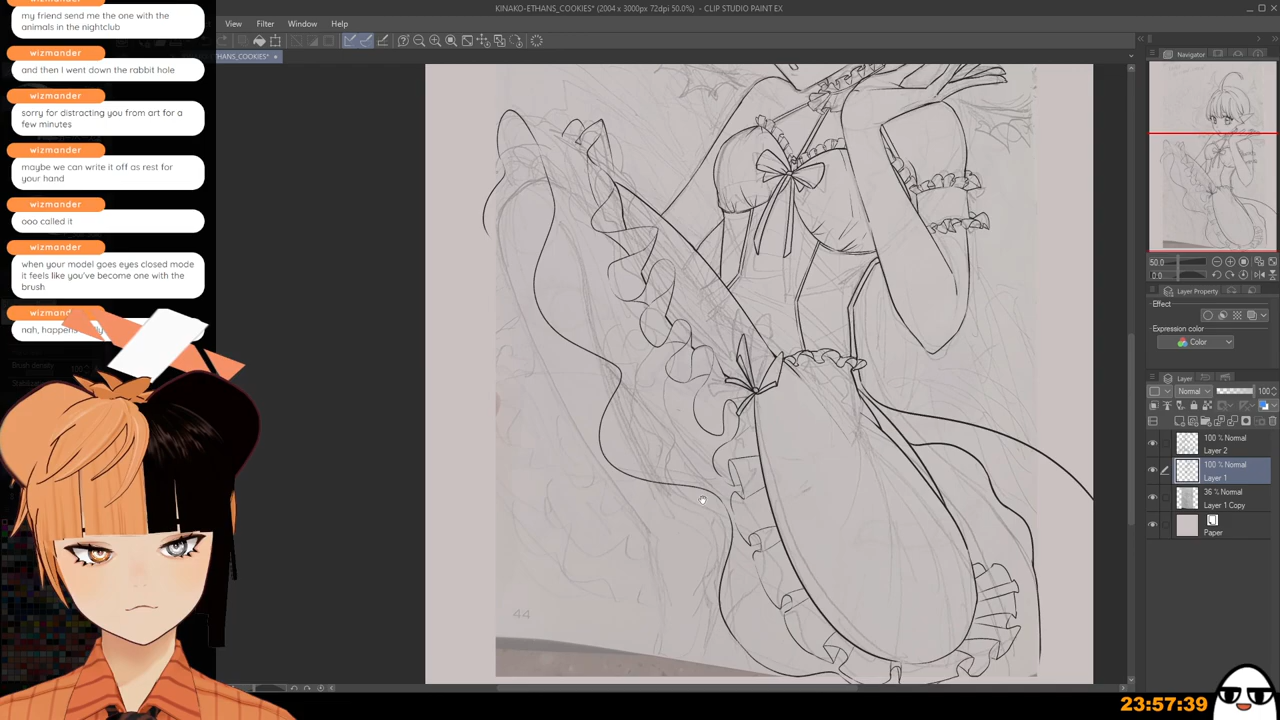 KINAKO-ETHANS_COOKIES* (2004 x 3000px 72dpi 50.0%) - CLIP STUDIO PAINT EX
View Filter Window Help
THANS_COOKIES*
my friend send me the one with the
animals in the nightclub
wizmander
and then I went down the rabbit hole
wizmander
sorry for distracting you from art for a
few minutes
wizmander
maybe we can write it off as rest for
your hand
wizmander
ooo called it
wizmander
when your model goes eyes closed mode
it feels like you've become one with the
brush
nah, happens
Brush density 100
44
Navigator
50.0
0.0
Layer Property
Effect
Expression color
Color
Layer
Normal 100
100 % Normal
Layer 2
100 % Normal
Layer 1
36 % Normal
Layer 1 Copy
Paper
23:57:39